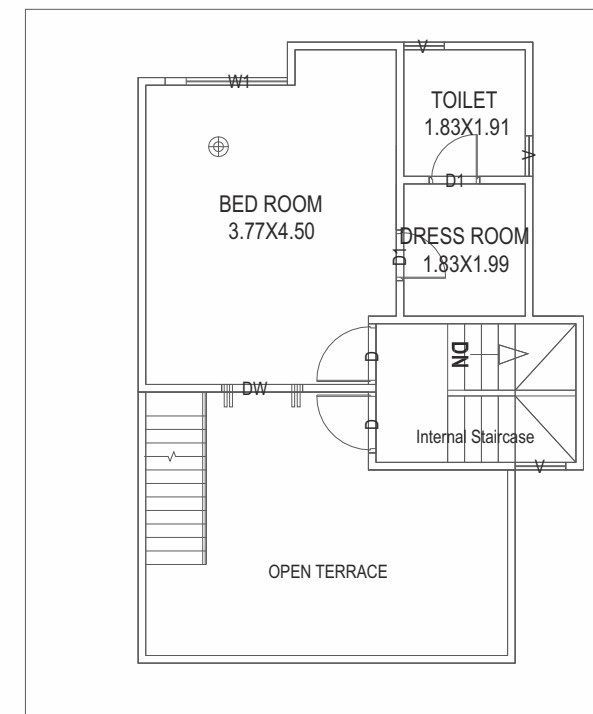 V
W1
TOILET
1.83X1.91
V
D1
BED ROOM
3.77X4.50
DRESS ROOM
1.83X1.99
D1
D
DN
DW
D
Internal Staircase
V
OPEN TERRACE